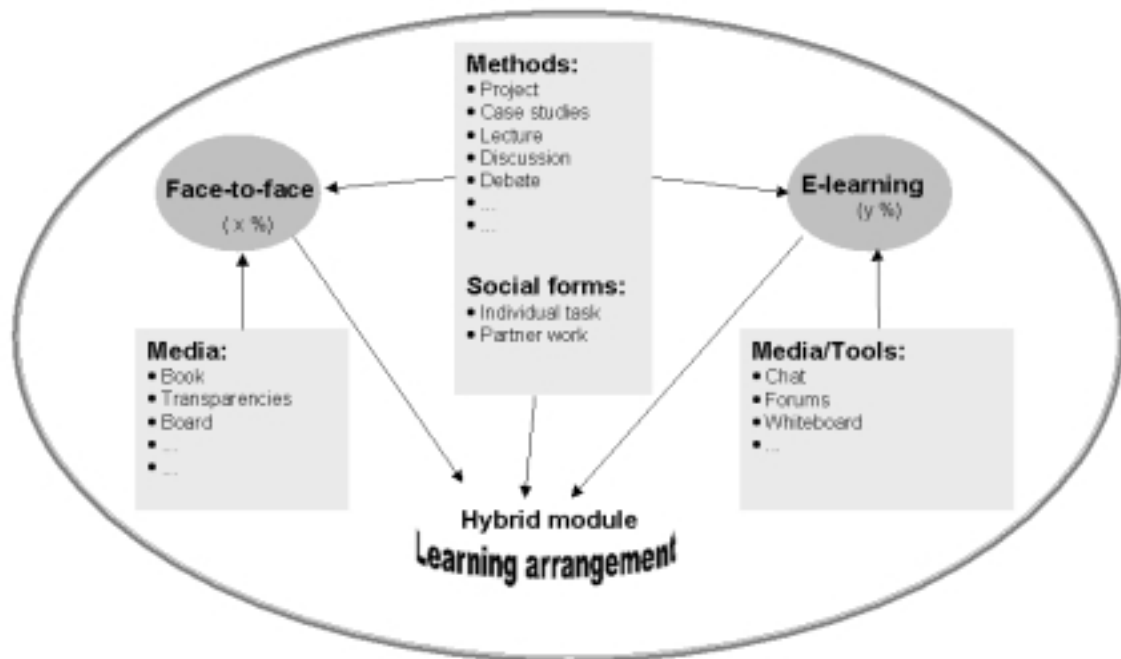 Methods:
• Project
• Case studies
• Lecture
• Discussion
• Debate
• ...
• ...
Social forms:
• Individual task
• Partner work
Face-to-face
( x %)
E-learning
(y %)
Media:
• Book
• Transparencies
• Board
• ...
• ...
Media/Tools:
• Chat
• Forums
• Whiteboard
• ...
Hybrid module
Learning arrangement